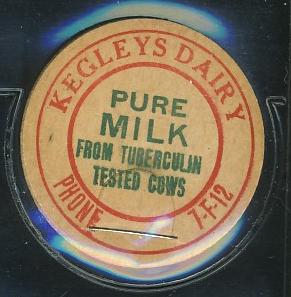 KEGLEYS DAIRY
PURE
MILK
FROM TUBERCULIN
TESTED COWS
PHONE 7-F-12